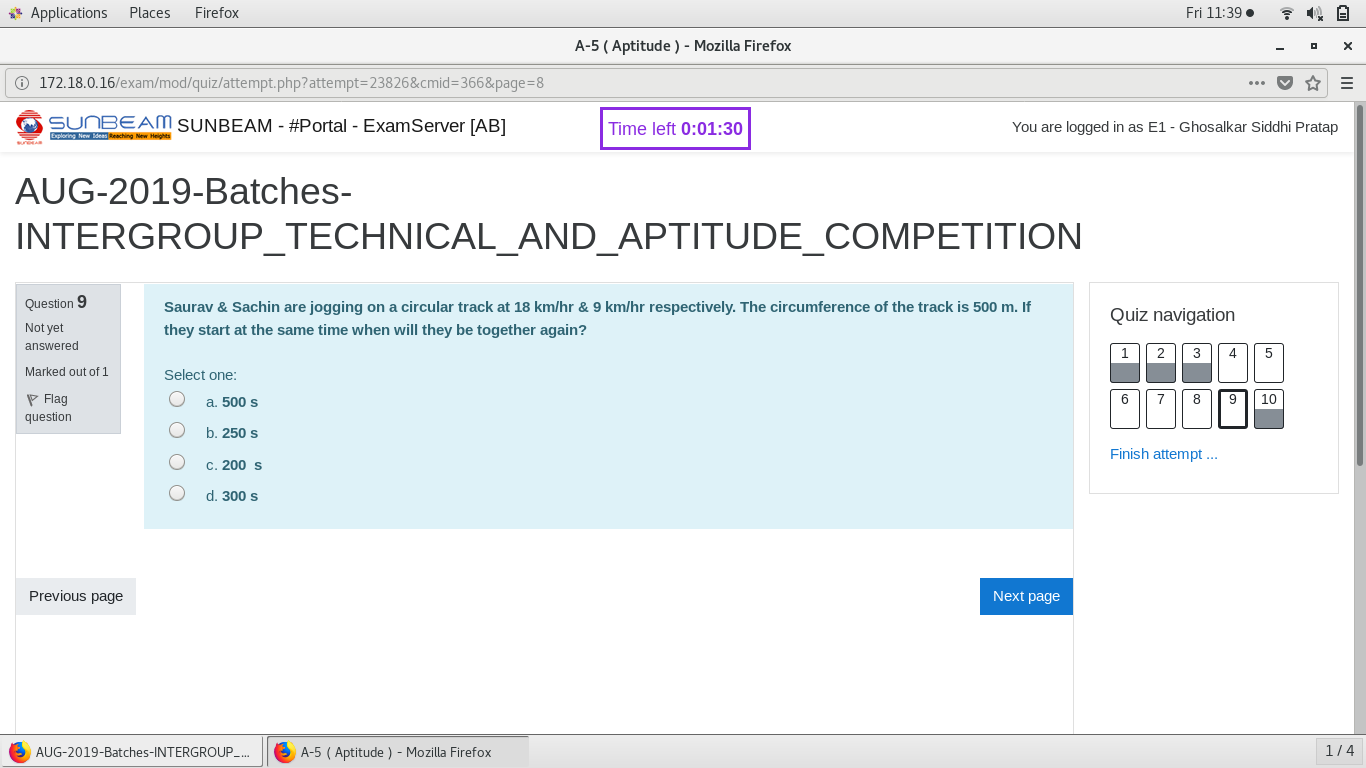 Applications Places Firefox Fri 11:39
A-5 ( Aptitude ) - Mozilla Firefox
172.18.0.16/exam/mod/quiz/attempt.php?attempt=23826&cmid=366&page=8
SUNBEAM
Exploring New Ideas Reaching New Heights
SUNBEAM
SUNBEAM - #Portal - ExamServer [AB]
Time left 0:01:30
You are logged in as E1 - Ghosalkar Siddhi Pratap
AUG-2019-Batches-
INTERGROUP_TECHNICAL_AND_APTITUDE_COMPETITION
Question 9
Not yet
answered
Marked out of 1
Flag
question
Saurav & Sachin are jogging on a circular track at 18 km/hr & 9 km/hr respectively. The circumference of the track is 500 m. If
they start at the same time when will they be together again?
Select one:
a. 500 s
b. 250 s
c. 200  s
d. 300 s
Previous page
Next page
Quiz navigation
1 2 3 4 5
6 7 8 9 10
Finish attempt ...
AUG-2019-Batches-INTERGROUP_...
A-5 ( Aptitude ) - Mozilla Firefox
1 / 4